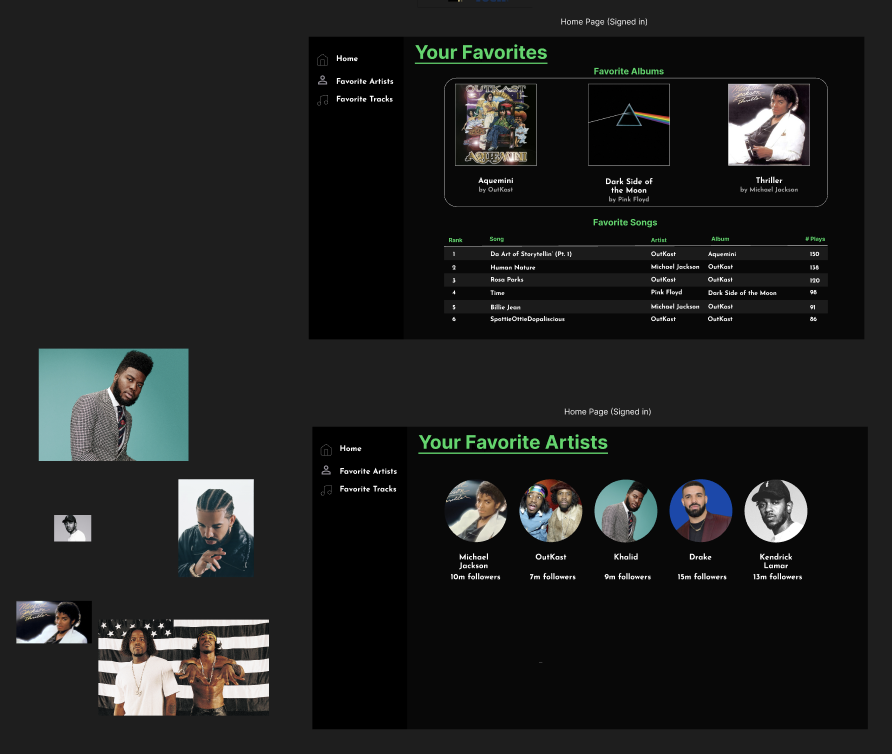 Home Page (Signed in)
Home
Favorite Artists
Favorite Tracks
Your Favorites
Favorite Albums
OUTKAST
AQUEMINI
Aquemini
by OutKast
Dark Side of
the Moon
by Pink Floyd
Thriller
by Michael Jackson
Favorite Songs
Rank Song Artist Album # Plays
1 Da Art of Storytellin' (Pt. 1) OutKast Aquemini 150
2 Human Nature Michael Jackson OutKast 138
3 Rosa Parks OutKast OutKast 120
4 Time Pink Floyd Dark Side of the Moon 98
5 Billie Jean Michael Jackson OutKast 91
6 SpottieOttieDopaliscious OutKast OutKast 86
Home Page (Signed in)
Home
Favorite Artists
Favorite Tracks
Your Favorite Artists
Michael
Jackson
10m followers
OutKast
7m followers
Khalid
9m followers
Drake
15m followers
Kendrick
Lamar
13m followers